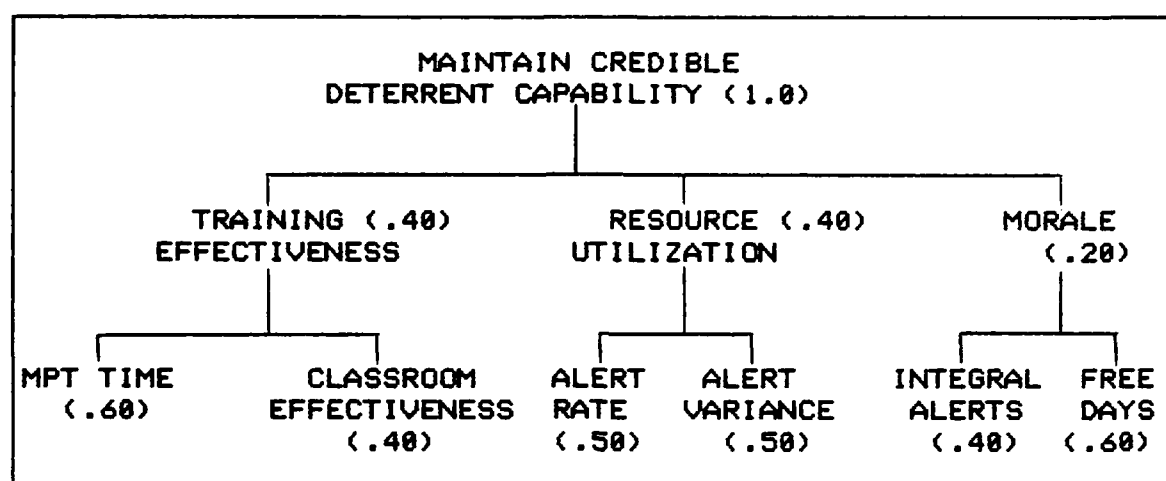 MAINTAIN CREDIBLE
DETERRENT CAPABILITY (1.0)
TRAINING (.40)
EFFECTIVENESS
RESOURCE (.40)
UTILIZATION
MORALE
(.20)
MPT TIME
(.60)
CLASSROOM
EFFECTIVENESS
(.40)
ALERT
RATE
(.50)
ALERT
VARIANCE
(.50)
INTEGRAL
ALERTS
(.40)
FREE
DAYS
(.60)